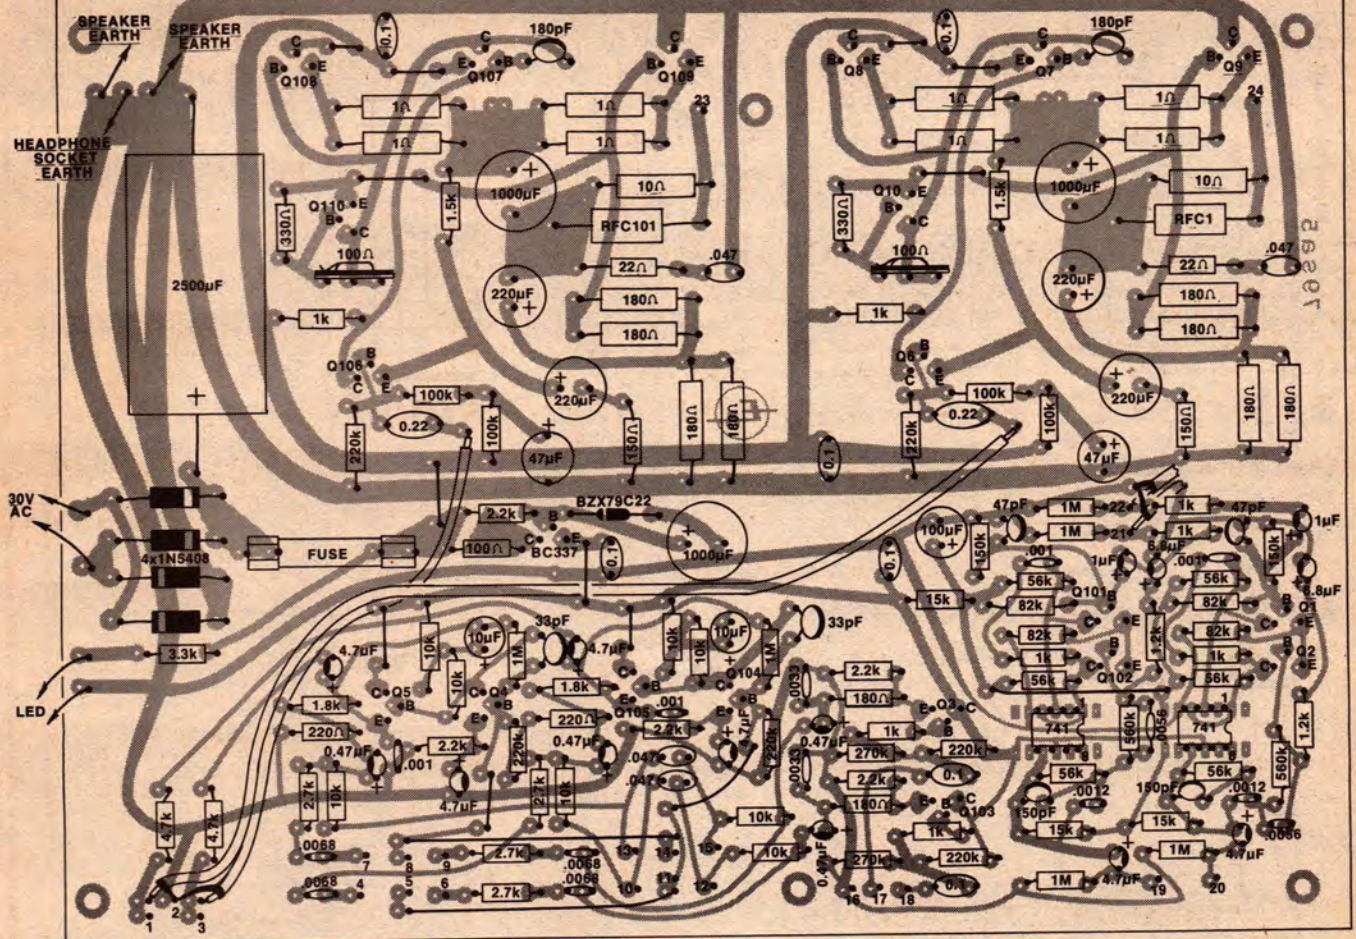 SPEAKER
EARTH
SPEAKER
EARTH
HEADPHONE
SOCKET
EARTH
0.1
C
B
E
Q108
C
E
B
Q107
180pF
C
B
E
Q109
23
1Ω
1Ω
1Ω
1Ω
1000µF
+
10Ω
RFC101
1.5k
Q110
E
B
C
330Ω
100Ω
22Ω
.047
220µF
+
180Ω
180Ω
1k
2500µF
+
Q106
B
C
E
100k
220µF
+
0.22
220k
100k
47µF
+
150Ω
180Ω
180Ω
0.1
C
B
E
Q8
C
E
B
Q7
180pF
C
B
E
Q9
24
1Ω
1Ω
1Ω
1Ω
1000µF
+
10Ω
RFC1
1.5k
Q10
E
B
C
330Ω
100Ω
22Ω
.047
79sa5
220µF
+
180Ω
180Ω
1k
Q6
B
C
E
100k
220µF
+
0.22
220k
100k
47µF
+
150Ω
180Ω
180Ω
0.1
30V
AC
4x1N5408
FUSE
3.3k
LED
2.2k
100Ω
B
C
E
BC337
BZX79C22
0.1
1000µF
+
0.1
100µF
+
150k
47pF
1M
1M
22
21
1k
1k
47pF
150k
1µF
6.8µF
1µF
6.8µF
.001
.001
15k
56k
82k
Q101
B
C
E
82k
1k
56k
Q102
1.2k
56k
82k
82k
1k
56k
B
Q1
E
C
Q2
B
E
741
741
1
8
560k
.0056
560k
1.2k
56k
56k
150pF
.0012
150pF
.0012
.0056
15k
15k
1M
1M
4.7µF
4.7µF
19
20
10k
10k
10µF
+
1M
33pF
4.7µF
4.7µF
1.8k
220Ω
0.47µF
C
Q5
B
E
.001
2.2k
4.7µF
C
Q4
B
E
220k
1.8k
220Ω
0.47µF
C
B
E
Q105
.001
2.2k
10k
10k
10µF
+
1M
33pF
C
Q104
B
E
4.7µF
220k
.047
.047
2.7k
10k
2.7k
10k
4.7k
4.7k
.0068
.0068
7
4
8
5
9
6
2.7k
2.7k
.0068
.0068
13
14
15
10
11
12
10k
10k
1
2
3
.0033
.0033
2.2k
180Ω
1k
E
Q3
C
B
0.47µF
270k
220k
2.2k
0.1
180Ω
E
C
B
Q103
1k
0.47µF
270k
220k
0.1
16
17
18